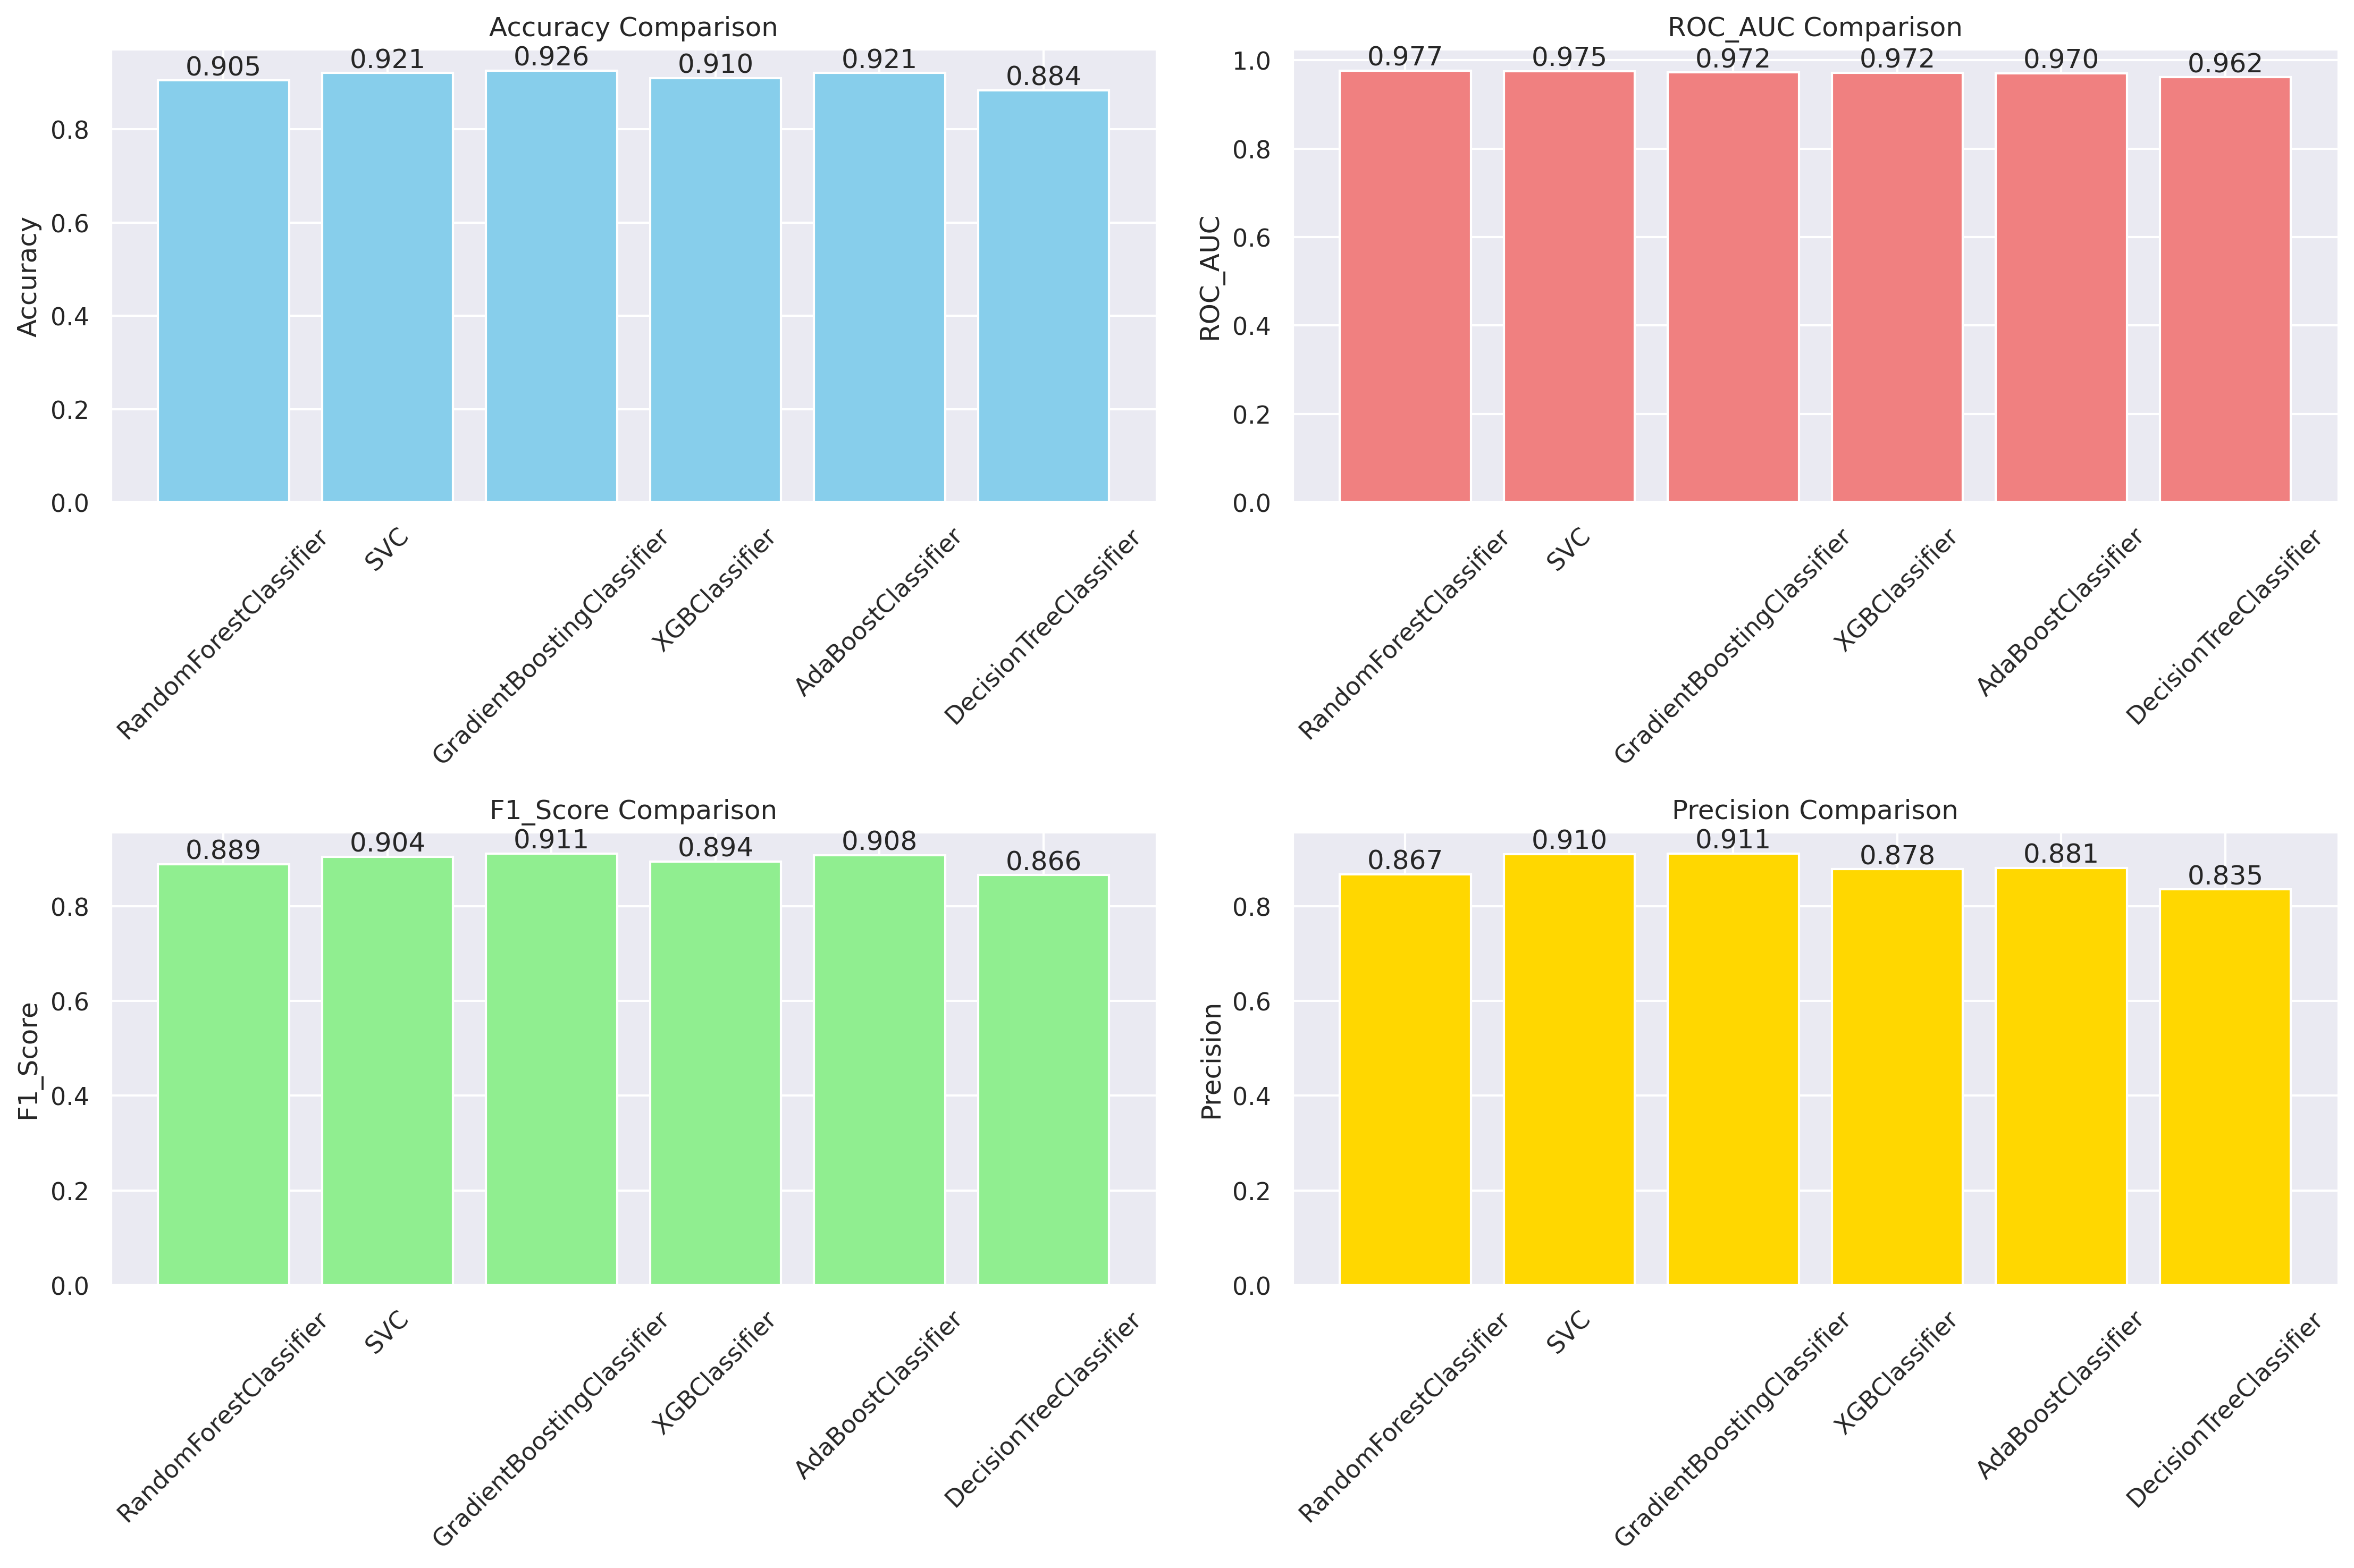 Accuracy Comparison
0.905 0.921 0.926 0.910 0.921 0.884
Accuracy
0.8
0.6
0.4
0.2
0.0
RandomForestClassifier
SVC
GradientBoostingClassifier
XGBClassifier
AdaBoostClassifier
DecisionTreeClassifier
ROC_AUC Comparison
0.977 0.975 0.972 0.972 0.970 0.962
ROC_AUC
1.0
0.8
0.6
0.4
0.2
0.0
RandomForestClassifier
SVC
GradientBoostingClassifier
XGBClassifier
AdaBoostClassifier
DecisionTreeClassifier
F1_Score Comparison
0.889 0.904 0.911 0.894 0.908 0.866
F1_Score
0.8
0.6
0.4
0.2
0.0
RandomForestClassifier
SVC
GradientBoostingClassifier
XGBClassifier
AdaBoostClassifier
DecisionTreeClassifier
Precision Comparison
0.867 0.910 0.911 0.878 0.881 0.835
Precision
0.8
0.6
0.4
0.2
0.0
RandomForestClassifier
SVC
GradientBoostingClassifier
XGBClassifier
AdaBoostClassifier
DecisionTreeClassifier